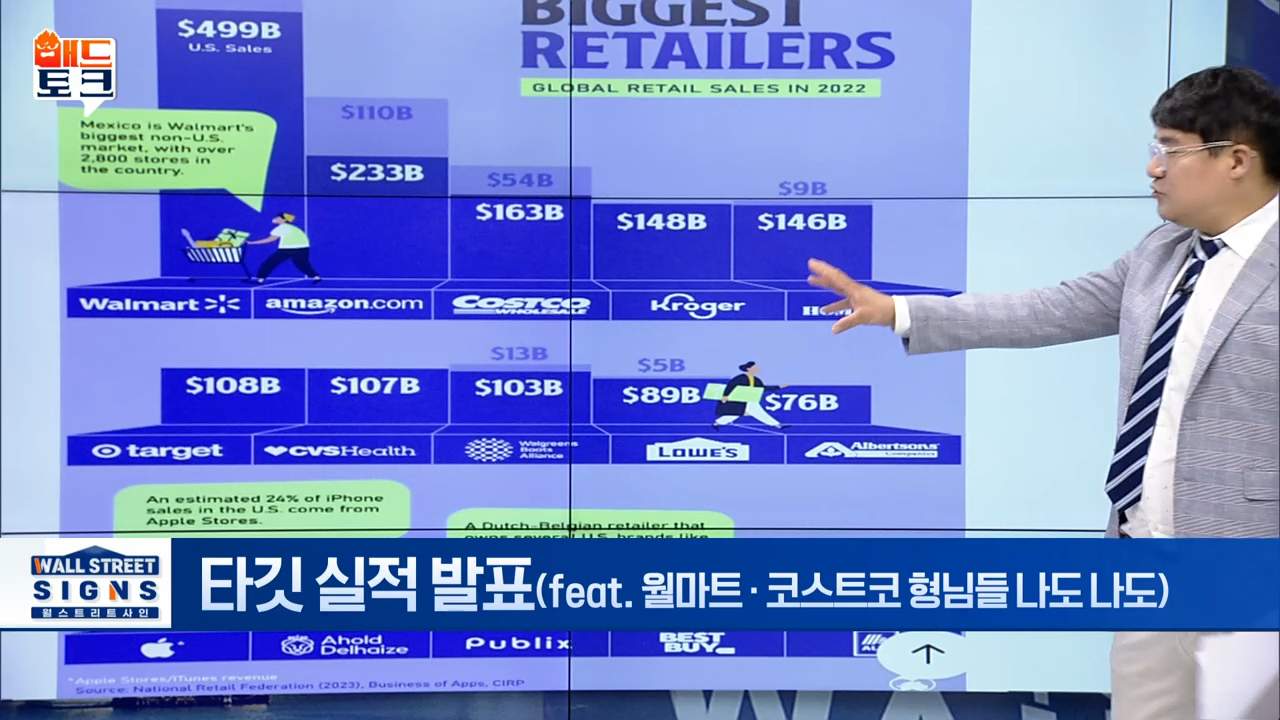 매드
토크
BIGGEST
RETAILERS
GLOBAL RETAIL SALES IN 2022
$499B
U.S. Sales
Mexico is Walmart's
biggest non-U.S.
market, with over
2,800 stores in
the country.
$110B
$233B
$54B
$163B
$148B
$9B
$146B
Walmart
amazon.com
COSTCO
WHOLESALE
Kroger
$108B
$107B
$13B
$103B
$5B
$89B
$76B
target
CVSHealth
Walgreens
Boots
Alliance
LOWE'S
Albertsons
Companies
An estimated 24% of iPhone
sales in the U.S. come from
Apple Stores.
A Dutch-Belgian retailer that
owns several U.S. brands like
WALL STREET
SIGNS
월스트리트사인
타깃 실적 발표(feat. 월마트·코스트코 형님들 나도 나도)
Ahold
Delhaize
Publix
BEST
BUY
*Apple Stores/iTunes revenue
Source: National Retail Federation (2023), Business of Apps, CIRP